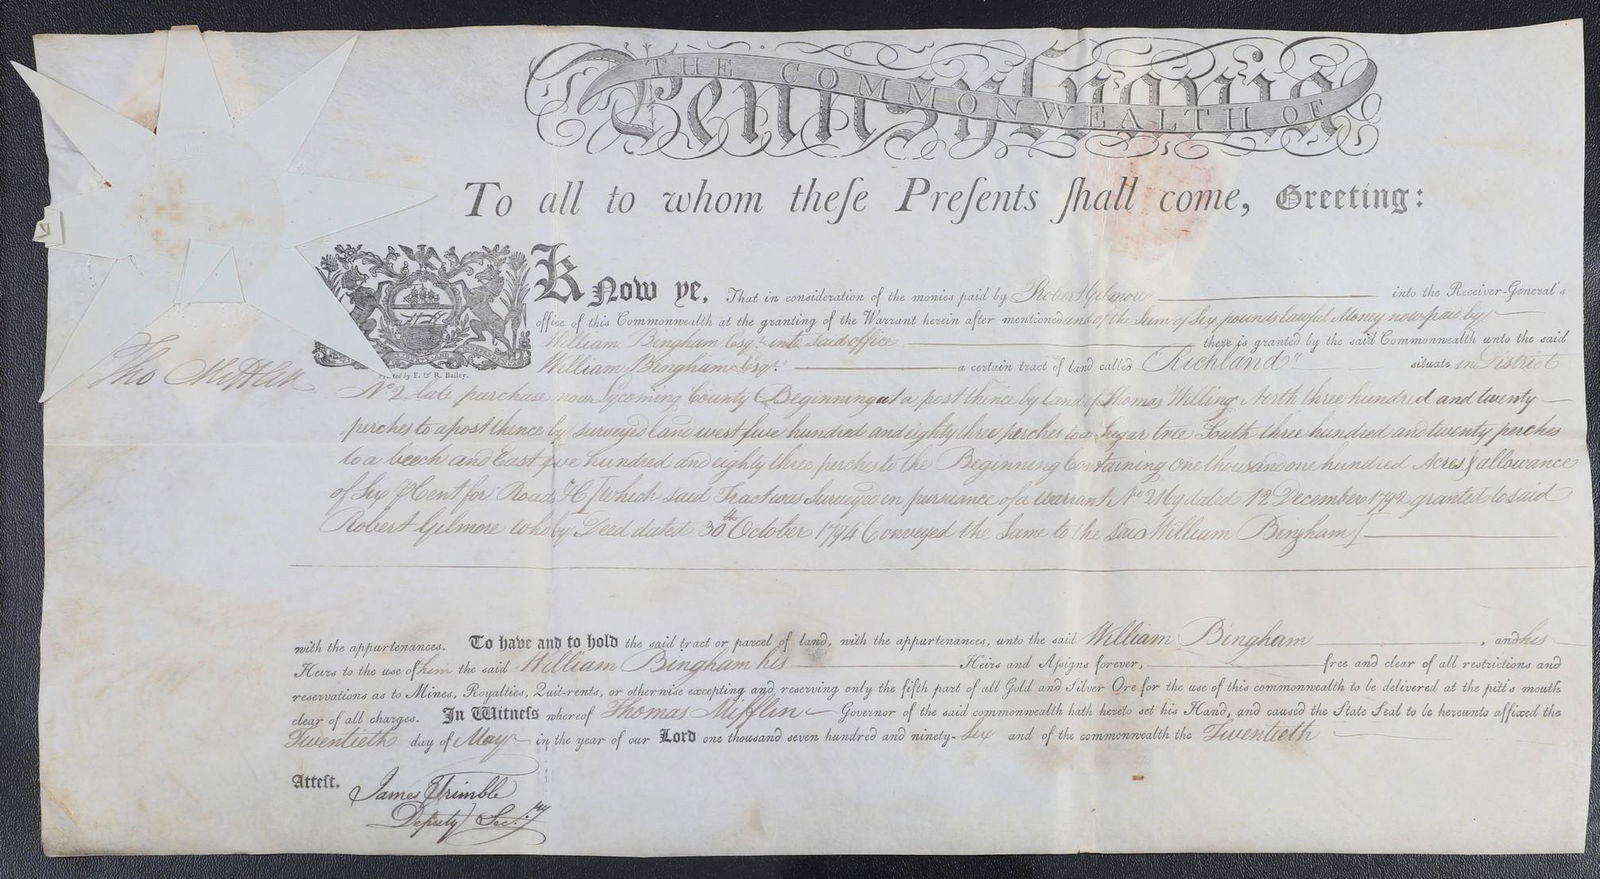 THE COMMONWEALTH OF
Pennsylvania
To all to whom theſe Preſents ſhall come, Greeting:
Know ye, That in consideration of the monies paid by Robert Gilmore into the Receiver-General's
office of this Commonwealth at the granting of the Warrant herein after mentioned and of the Sum of Six pounds lawful Money now paid by
William Bingham Esqr. into said office there is granted by the said Commonwealth unto the said
William Bingham Esqr. a certain tract of land called "Richland" situate in District
Printed by F. & R. Bailey.
Tho Mifflin
No 2 late purchase now Lycoming County Beginning at a post thence by land of Thomas Willing North three hundred and twenty
perches to a post thence by surveyed land west five hundred and eighty three perches to a Sugar tree South three hundred and twenty perches
to a beech and East five hundred and eighty three perches to the Beginning Containing One thousand one hundred Acres & allowance
of Six P Cent for Roads &c [which said Tract was surveyed in pursuance of a warrant No dated 12 December 1792 granted to said
Robert Gilmore who by Deed dated 30th October 1794 Conveyed the same to the said William Bingham]
with the appurtenances. To have and to hold the said tract or parcel of land, with the appurtenances, unto the said William Bingham, and his
Heirs to the use of him the said William Bingham his Heirs and Aſsigns forever, free and clear of all restrictions and
reservations as to Mines, Royalties, Quit-rents, or otherwise excepting and reserving only the fifth part of all Gold and Silver Ore for the use of this commonwealth to be delivered at the pitt's mouth
clear of all charges. In Witneſs whereof Thomas Mifflin Governor of the said commonwealth hath hereto set his Hand, and caused the State Seal to be hereunto affixed the
Twentieth day of May in the year of our Lord one thousand seven hundred and ninety-Six and of the commonwealth the Twentieth
Atteſt.
James Trimble
Deputy Secry